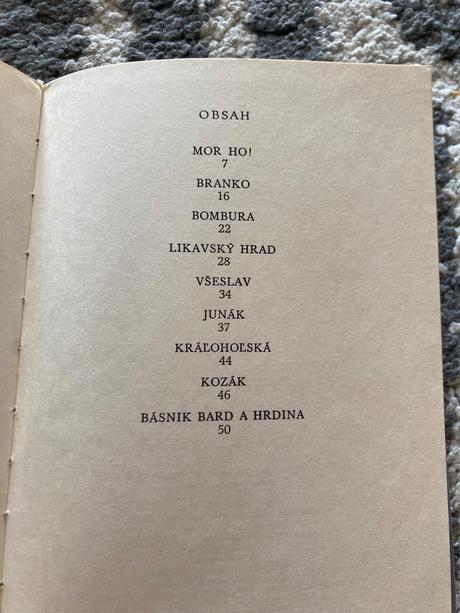 OBSAH
MOR HO!
7
BRANKO
16
BOMBURA
22
LIKAVSKÝ HRAD
28
VŠESLAV
34
JUNÁK
37
KRÁĽOHOĽSKÁ
44
KOZÁK
46
BÁSNIK BARD A HRDINA
50